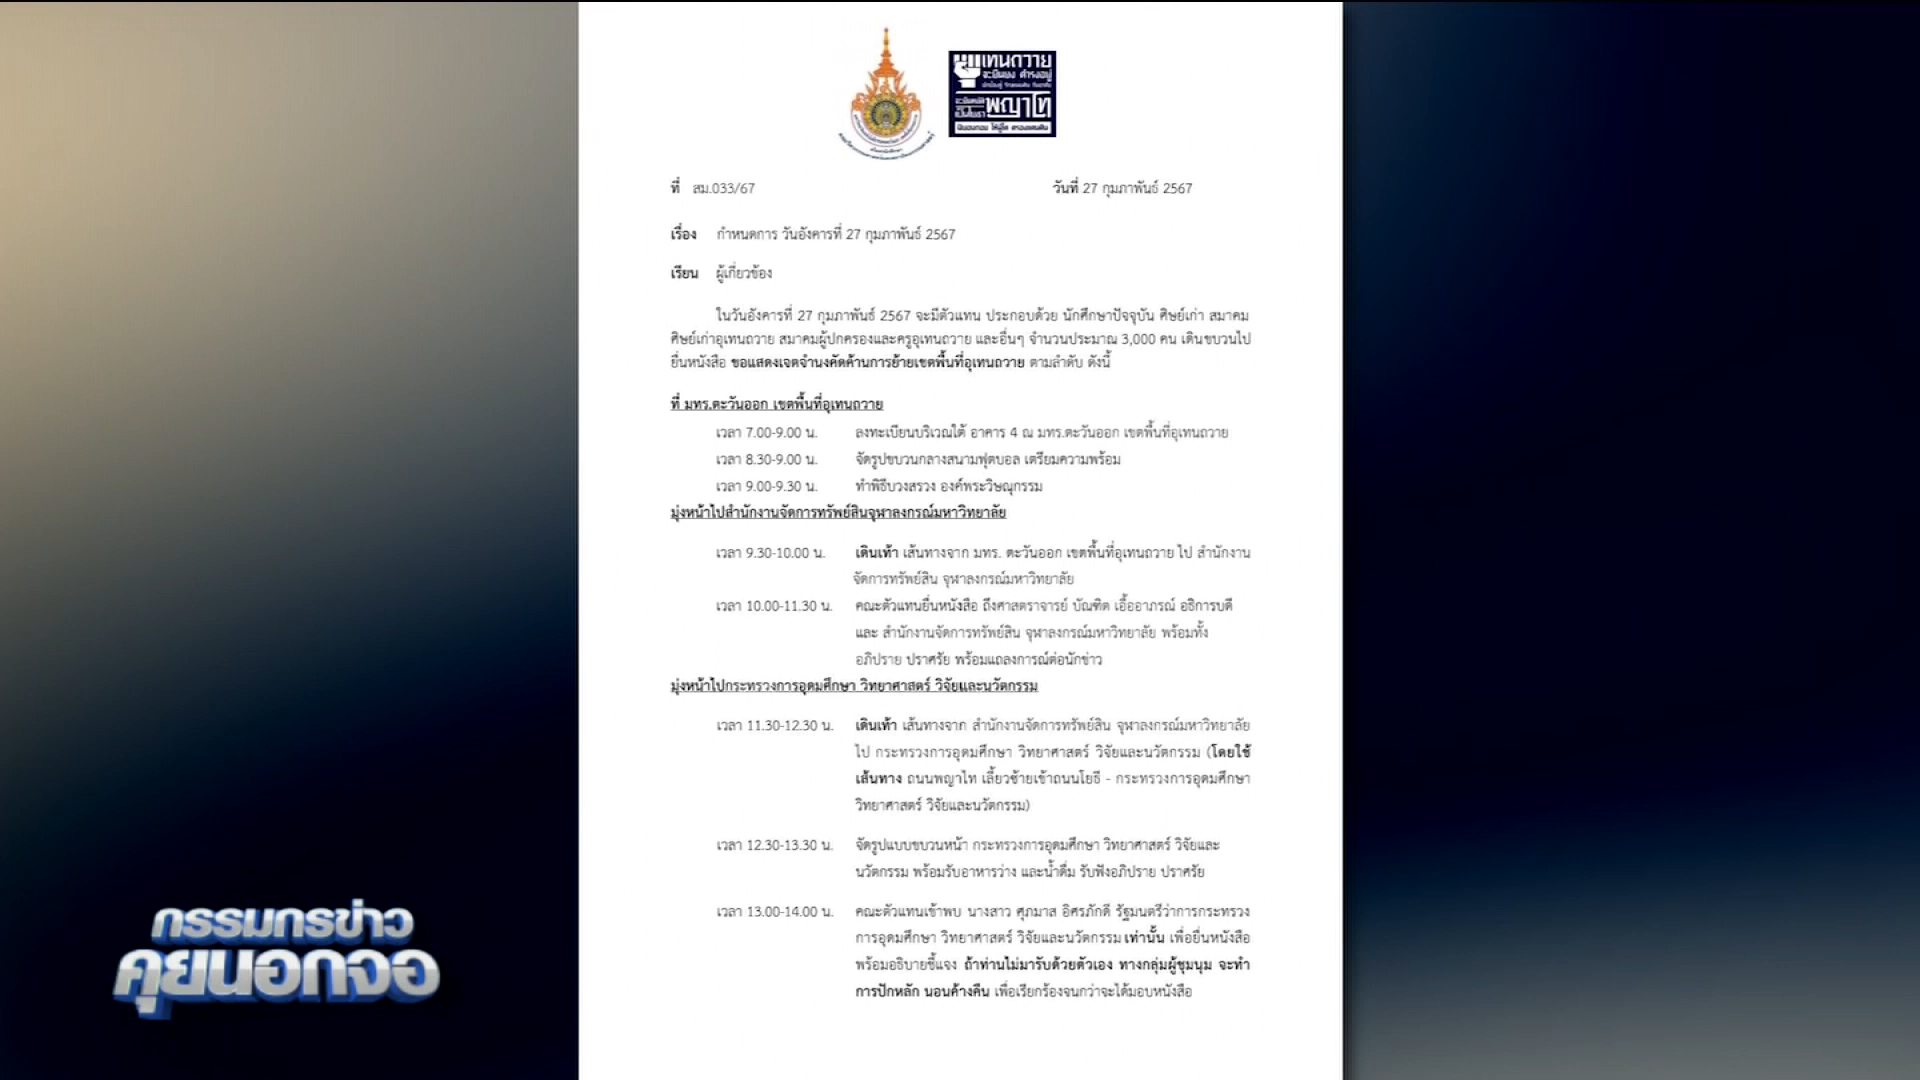 เทนถวาย
พญาไท
ที่ สม.033/67
วันที่ 27 กุมภาพันธ์ 2567
เรื่อง กำหนดการ วันอังคารที่ 27 กุมภาพันธ์ 2567
เรียน ผู้เกี่ยวข้อง
ในวันอังคารที่ 27 กุมภาพันธ์ 2567 จะมีตัวแทน ประกอบด้วย นักศึกษาปัจจุบัน ศิษย์เก่า สมาคม
ศิษย์เก่าอุเทนถวาย สมาคมผู้ปกครองและครูอุเทนถวาย และอื่นๆ จำนวนประมาณ 3,000 คน เดินขบวนไป
ยื่นหนังสือ ขอแสดงเจตจำนงคัดค้านการย้ายเขตพื้นที่อุเทนถวาย ตามลำดับ ดังนี้
ที่ มทร.ตะวันออก เขตพื้นที่อุเทนถวาย
เวลา 7.00-9.00 น. ลงทะเบียนบริเวณใต้ อาคาร 4 ณ มทร.ตะวันออก เขตพื้นที่อุเทนถวาย
เวลา 8.30-9.00 น. จัดรูปขบวนกลางสนามฟุตบอล เตรียมความพร้อม
เวลา 9.00-9.30 น. ทำพิธีบวงสรวง องค์พระวิษณุกรรม
มุ่งหน้าไปสำนักงานจัดการทรัพย์สินจุฬาลงกรณ์มหาวิทยาลัย
เวลา 9.30-10.00 น. เดินเท้า เส้นทางจาก มทร. ตะวันออก เขตพื้นที่อุเทนถวาย ไป สำนักงาน
จัดการทรัพย์สิน จุฬาลงกรณ์มหาวิทยาลัย
เวลา 10.00-11.30 น. คณะตัวแทนยื่นหนังสือ ถึงศาสตราจารย์ บัณฑิต เอื้ออาภรณ์ อธิการบดี
และ สำนักงานจัดการทรัพย์สิน จุฬาลงกรณ์มหาวิทยาลัย พร้อมทั้ง
อภิปราย ปราศรัย พร้อมแถลงการณ์ต่อนักข่าว
มุ่งหน้าไปกระทรวงการอุดมศึกษา วิทยาศาสตร์ วิจัยและนวัตกรรม
เวลา 11.30-12.30 น. เดินเท้า เส้นทางจาก สำนักงานจัดการทรัพย์สิน จุฬาลงกรณ์มหาวิทยาลัย
ไป กระทรวงการอุดมศึกษา วิทยาศาสตร์ วิจัยและนวัตกรรม (โดยใช้
เส้นทาง ถนนพญาไท เลี้ยวซ้ายเข้าถนนโยธี - กระทรวงการอุดมศึกษา
วิทยาศาสตร์ วิจัยและนวัตกรรม)
เวลา 12.30-13.30 น. จัดรูปแบบขบวนหน้า กระทรวงการอุดมศึกษา วิทยาศาสตร์ วิจัยและ
นวัตกรรม พร้อมรับอาหารว่าง และน้ำดื่ม รับฟังอภิปราย ปราศรัย
เวลา 13.00-14.00 น. คณะตัวแทนเข้าพบ นางสาว ศุภมาส อิศรภักดี รัฐมนตรีว่าการกระทรวง
การอุดมศึกษา วิทยาศาสตร์ วิจัยและนวัตกรรม เท่านั้น เพื่อยื่นหนังสือ
พร้อมอธิบายชี้แจง ถ้าท่านไม่มารับด้วยตัวเอง ทางกลุ่มผู้ชุมนุม จะทำ
การปักหลัก นอนค้างคืน เพื่อเรียกร้องจนกว่าจะได้มอบหนังสือ
กรรมกรข่าว
คุยนอกจอ